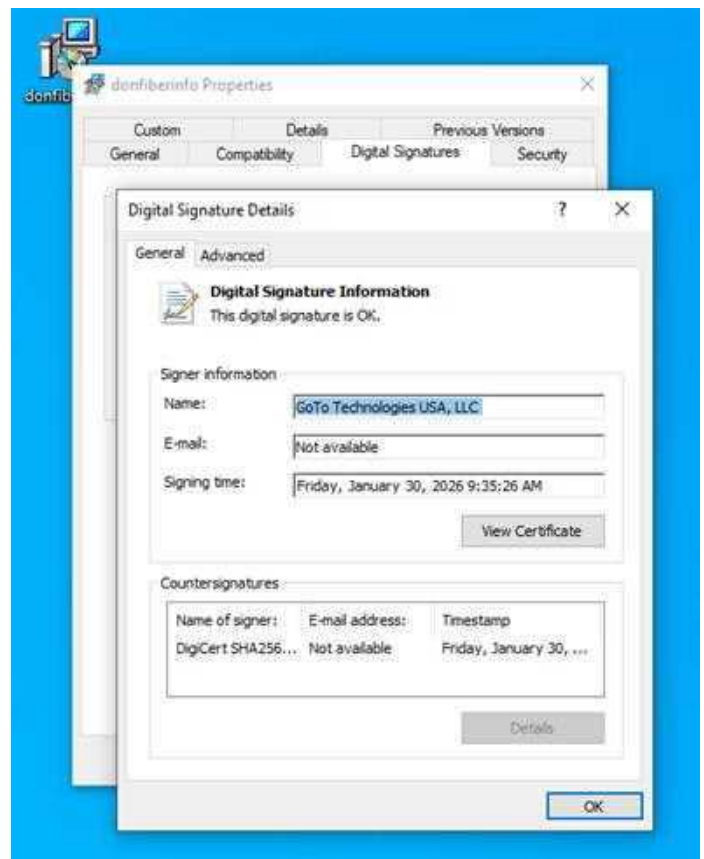 donfib
donfiberinfo Properties
Custom Details Previous Versions
General Compatibility Digital Signatures Security
Digital Signature Details ?
General Advanced
Digital Signature Information
This digital signature is OK.
Signer information
Name: GoTo Technologies USA, LLC
E-mail: Not available
Signing time: Friday, January 30, 2026 9:35:26 AM
View Certificate
Countersignatures
Name of signer: E-mail address: Timestamp
DigiCert SHA256... Not available Friday, January 30, ...
Details
OK